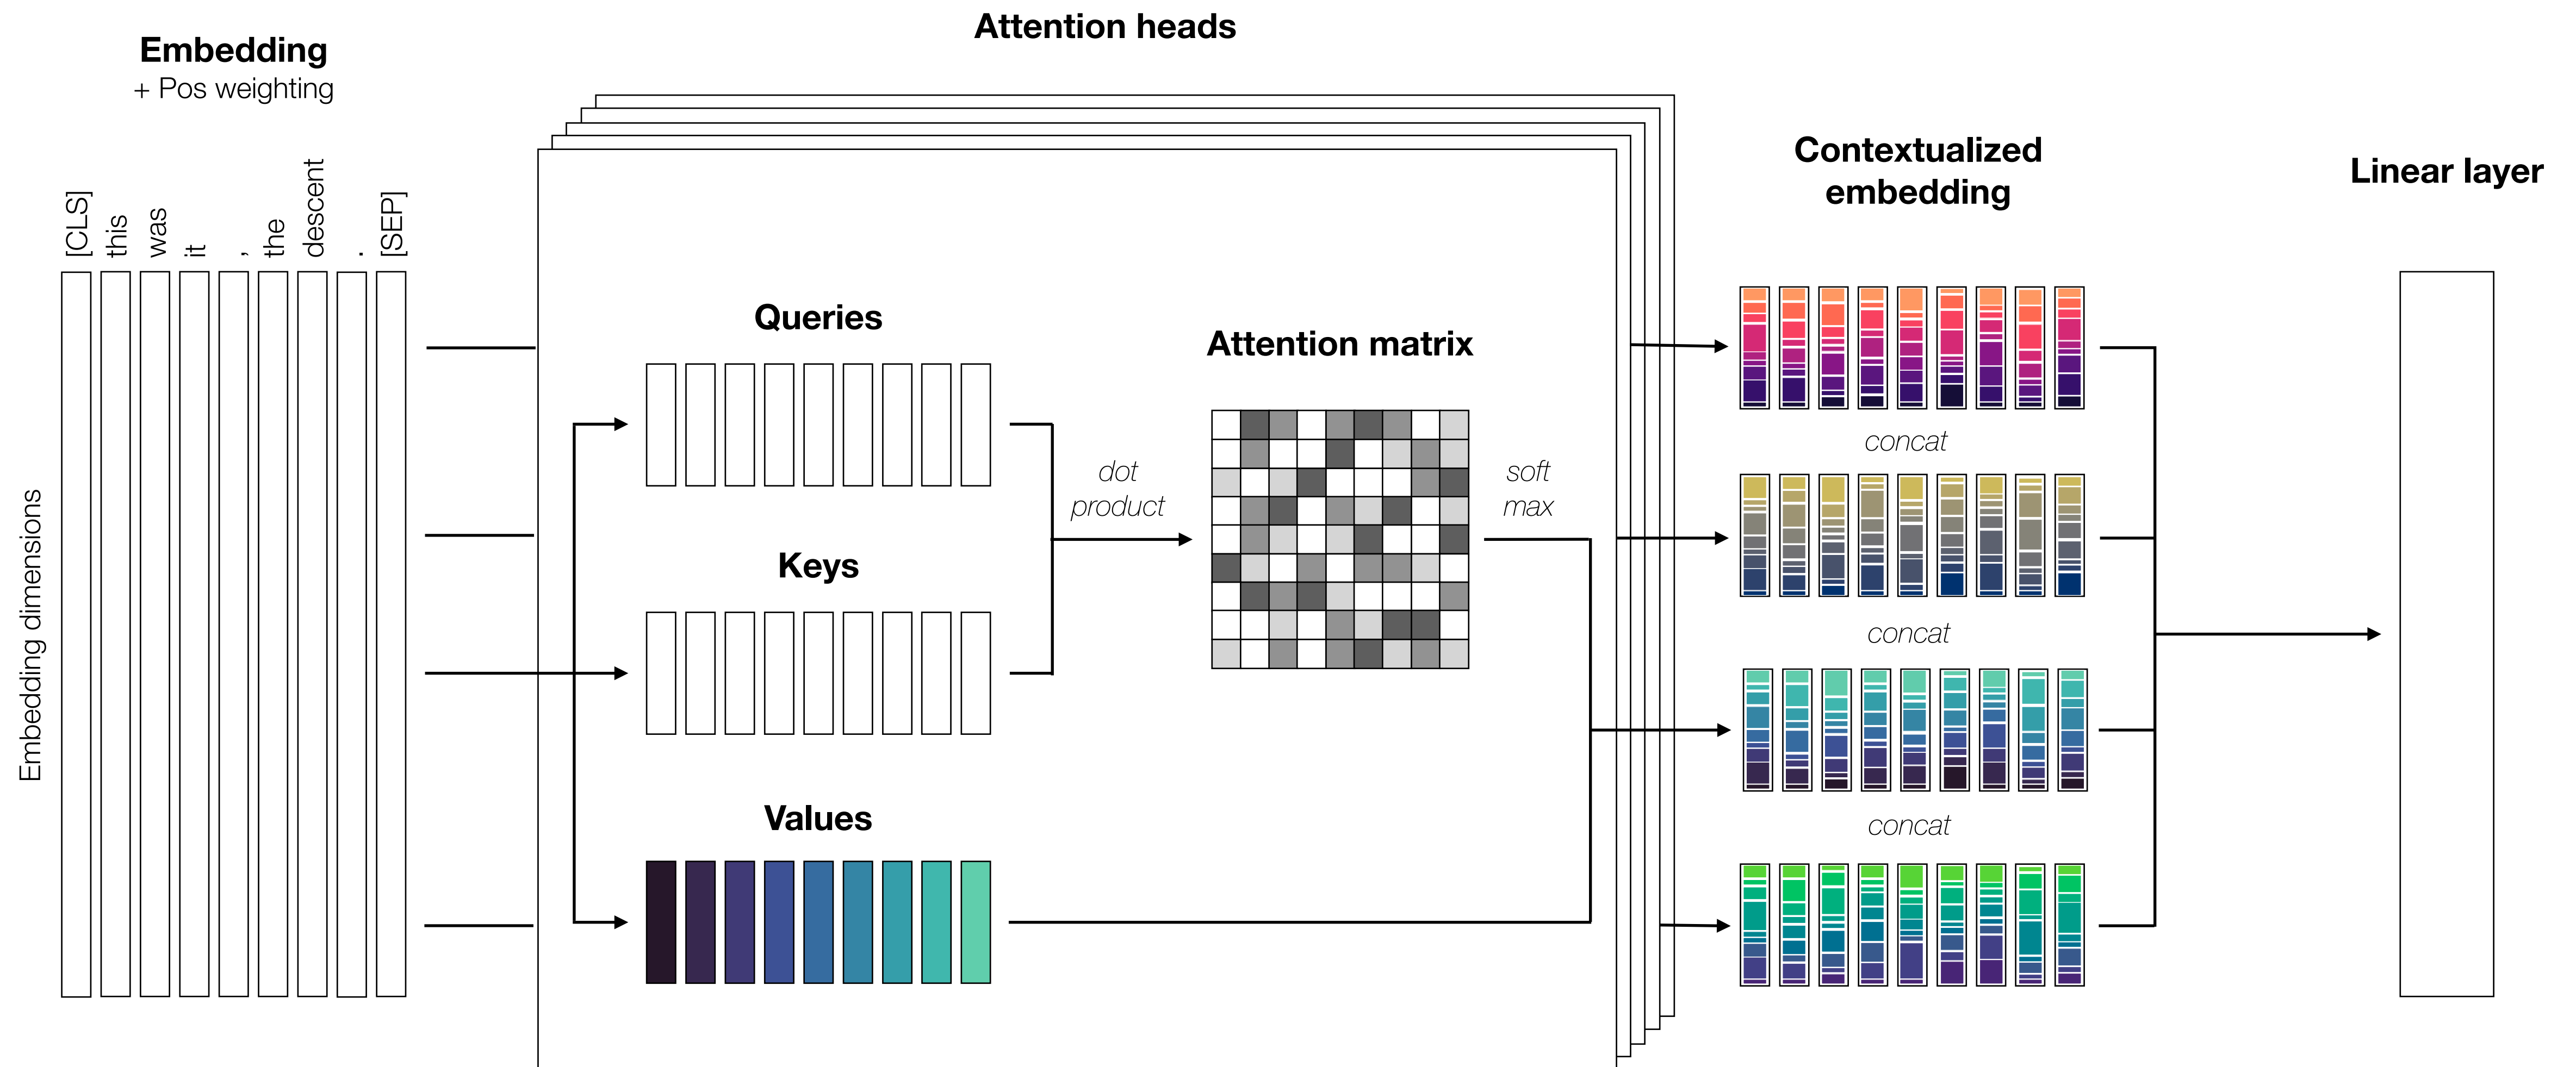 Attention heads
Embedding
+ Pos weighting
[CLS]
this
was
it
,
the
descent
.
[SEP]
Embedding dimensions
Queries
Keys
Values
dot
product
Attention matrix
soft
max
Contextualized
embedding
concat
concat
concat
Linear layer